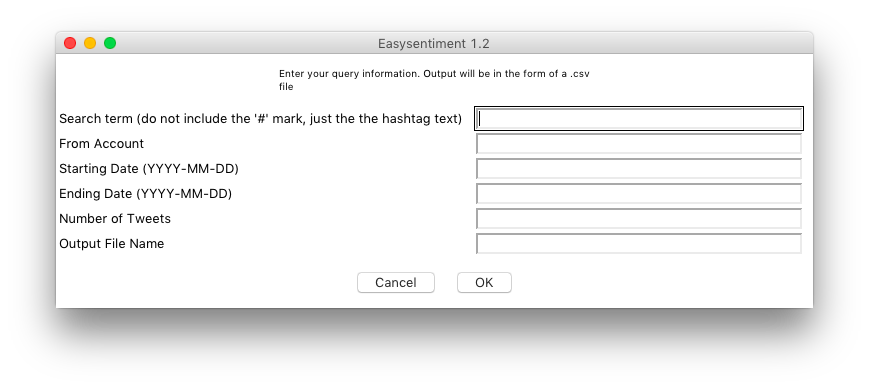 Easysentiment 1.2
Enter your query information. Output will be in the form of a .csv
file
Search term (do not include the '#' mark, just the the hashtag text)
From Account
Starting Date (YYYY-MM-DD)
Ending Date (YYYY-MM-DD)
Number of Tweets
Output File Name
Cancel OK